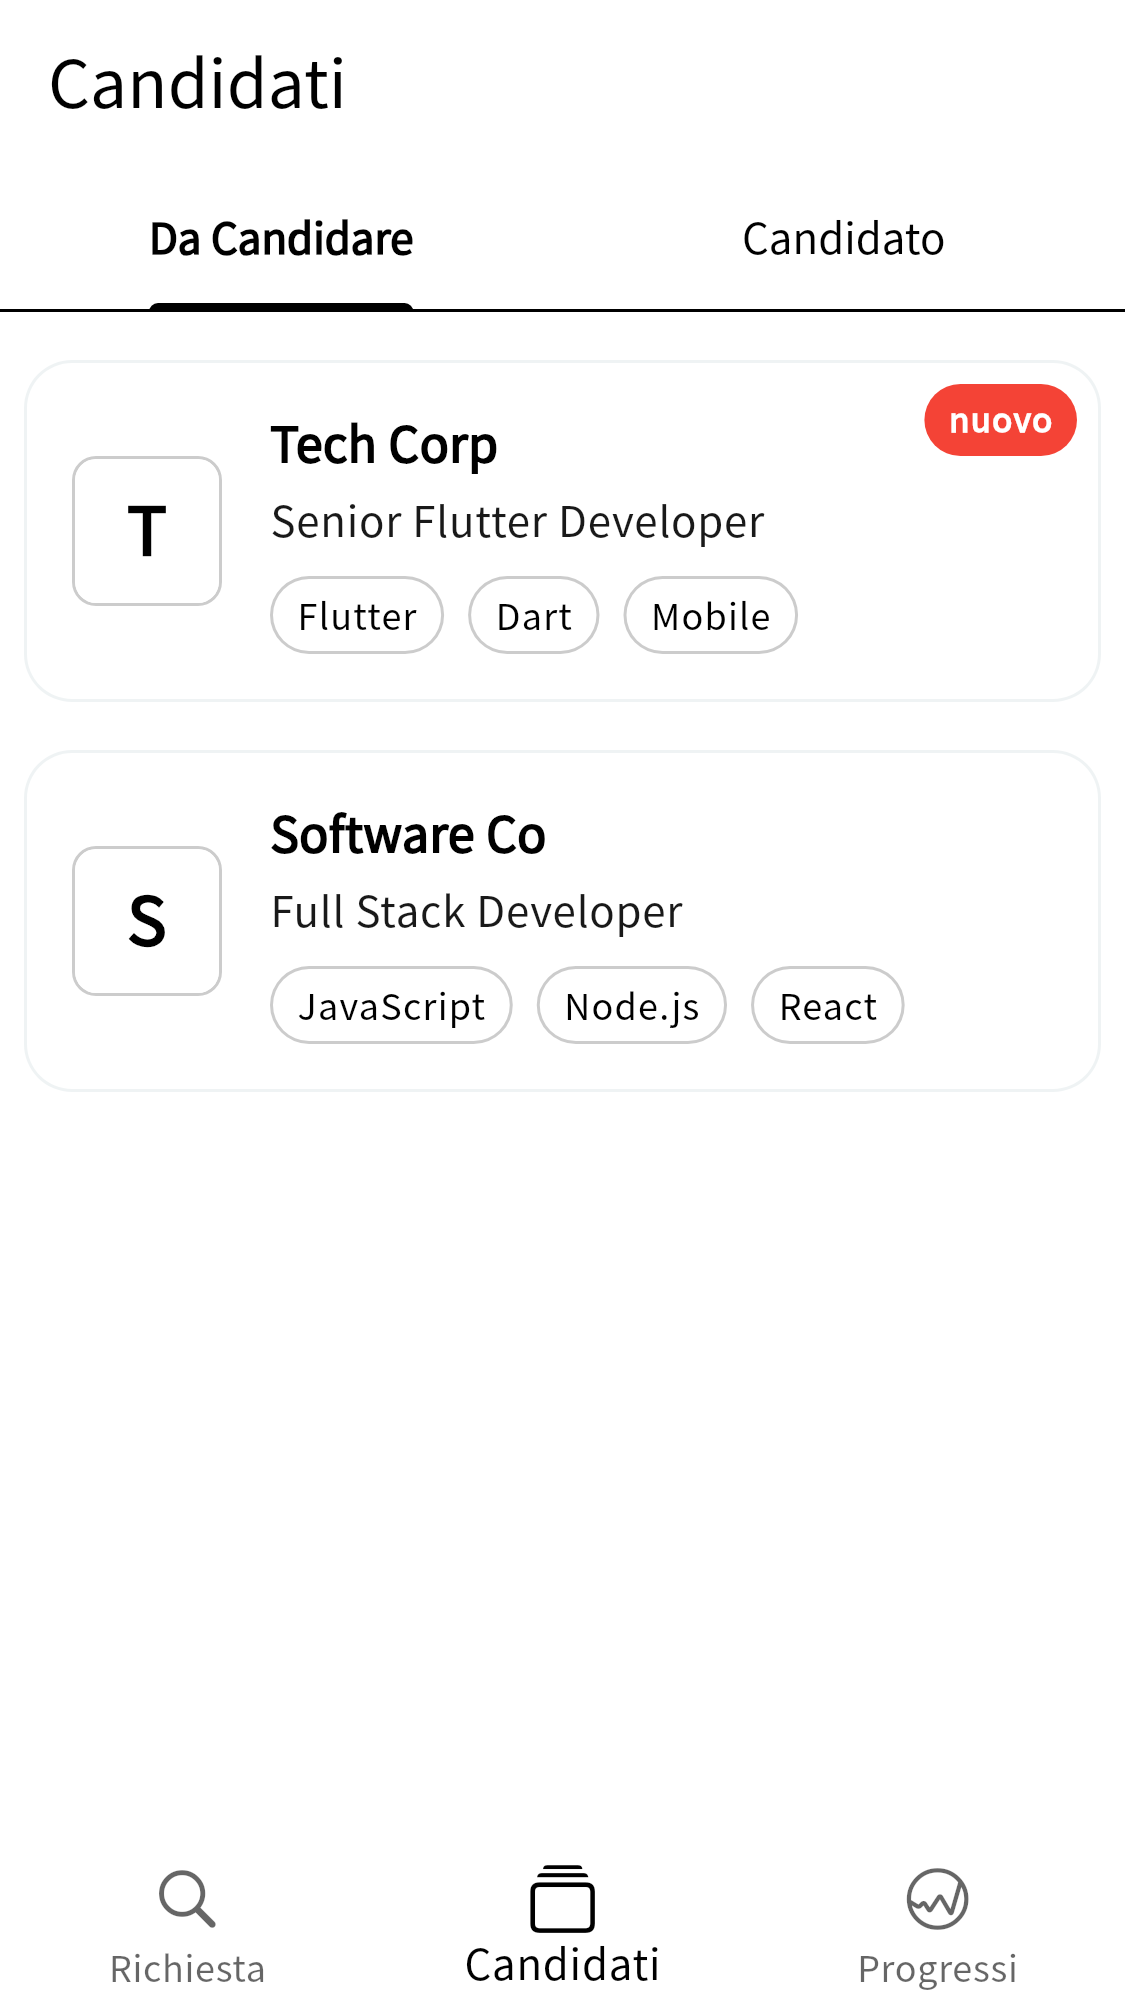 Candidati
Da Candidare
Candidato
nuovo
Tech Corp
T
Senior Flutter Developer
Flutter
Dart
Mobile
Software Co
S
Full Stack Developer
JavaScript
Node.js
React
Richiesta
Candidati
Progressi